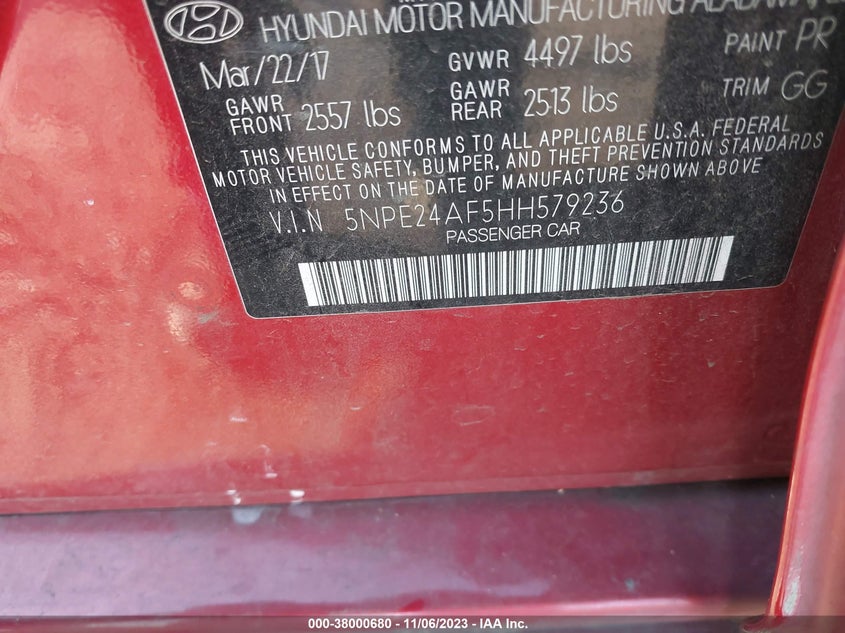 HYUNDAI MOTOR MANUFACTURING ALABAMA,
Mar/22/17 GVWR 4497 lbs PAINT PR
GAWR FRONT 2557 lbs GAWR REAR 2513 lbs TRIM GG
THIS VEHICLE CONFORMS TO ALL APPLICABLE U.S.A. FEDERAL
MOTOR VEHICLE SAFETY, BUMPER, AND THEFT PREVENTION STANDARDS
IN EFFECT ON THE DATE OF MANUFACTURE SHOWN ABOVE
V.I.N 5NPE24AF5HH579236
PASSENGER CAR
000-38000680 - 11/06/2023 - IAA Inc.